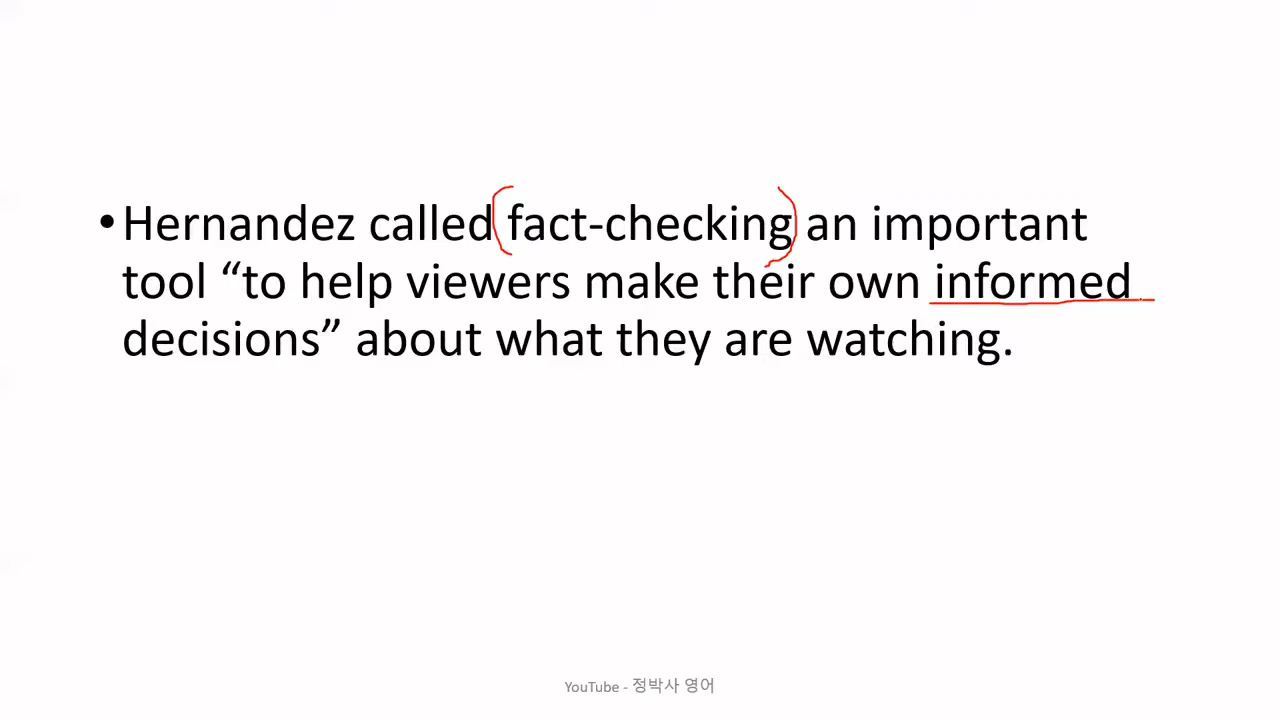 •Hernandez called fact-checking an important
tool “to help viewers make their own informed
decisions” about what they are watching.
YouTube - 정박사 영어